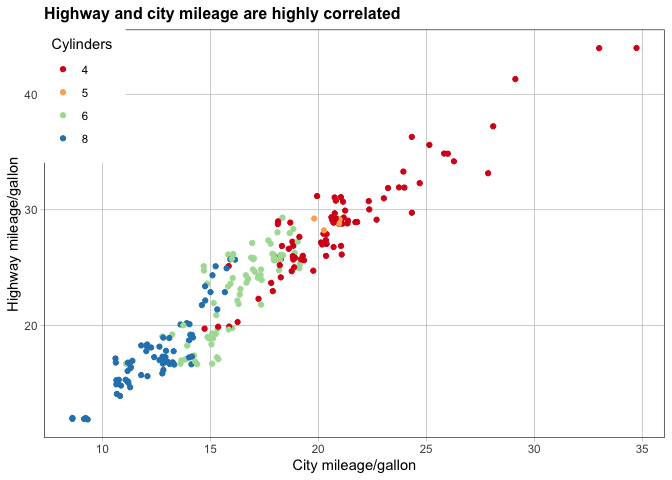 Highway and city mileage are highly correlated
Cylinders
4
5
6
8
40
30
20
Highway mileage/gallon
10 15 20 25 30 35
City mileage/gallon